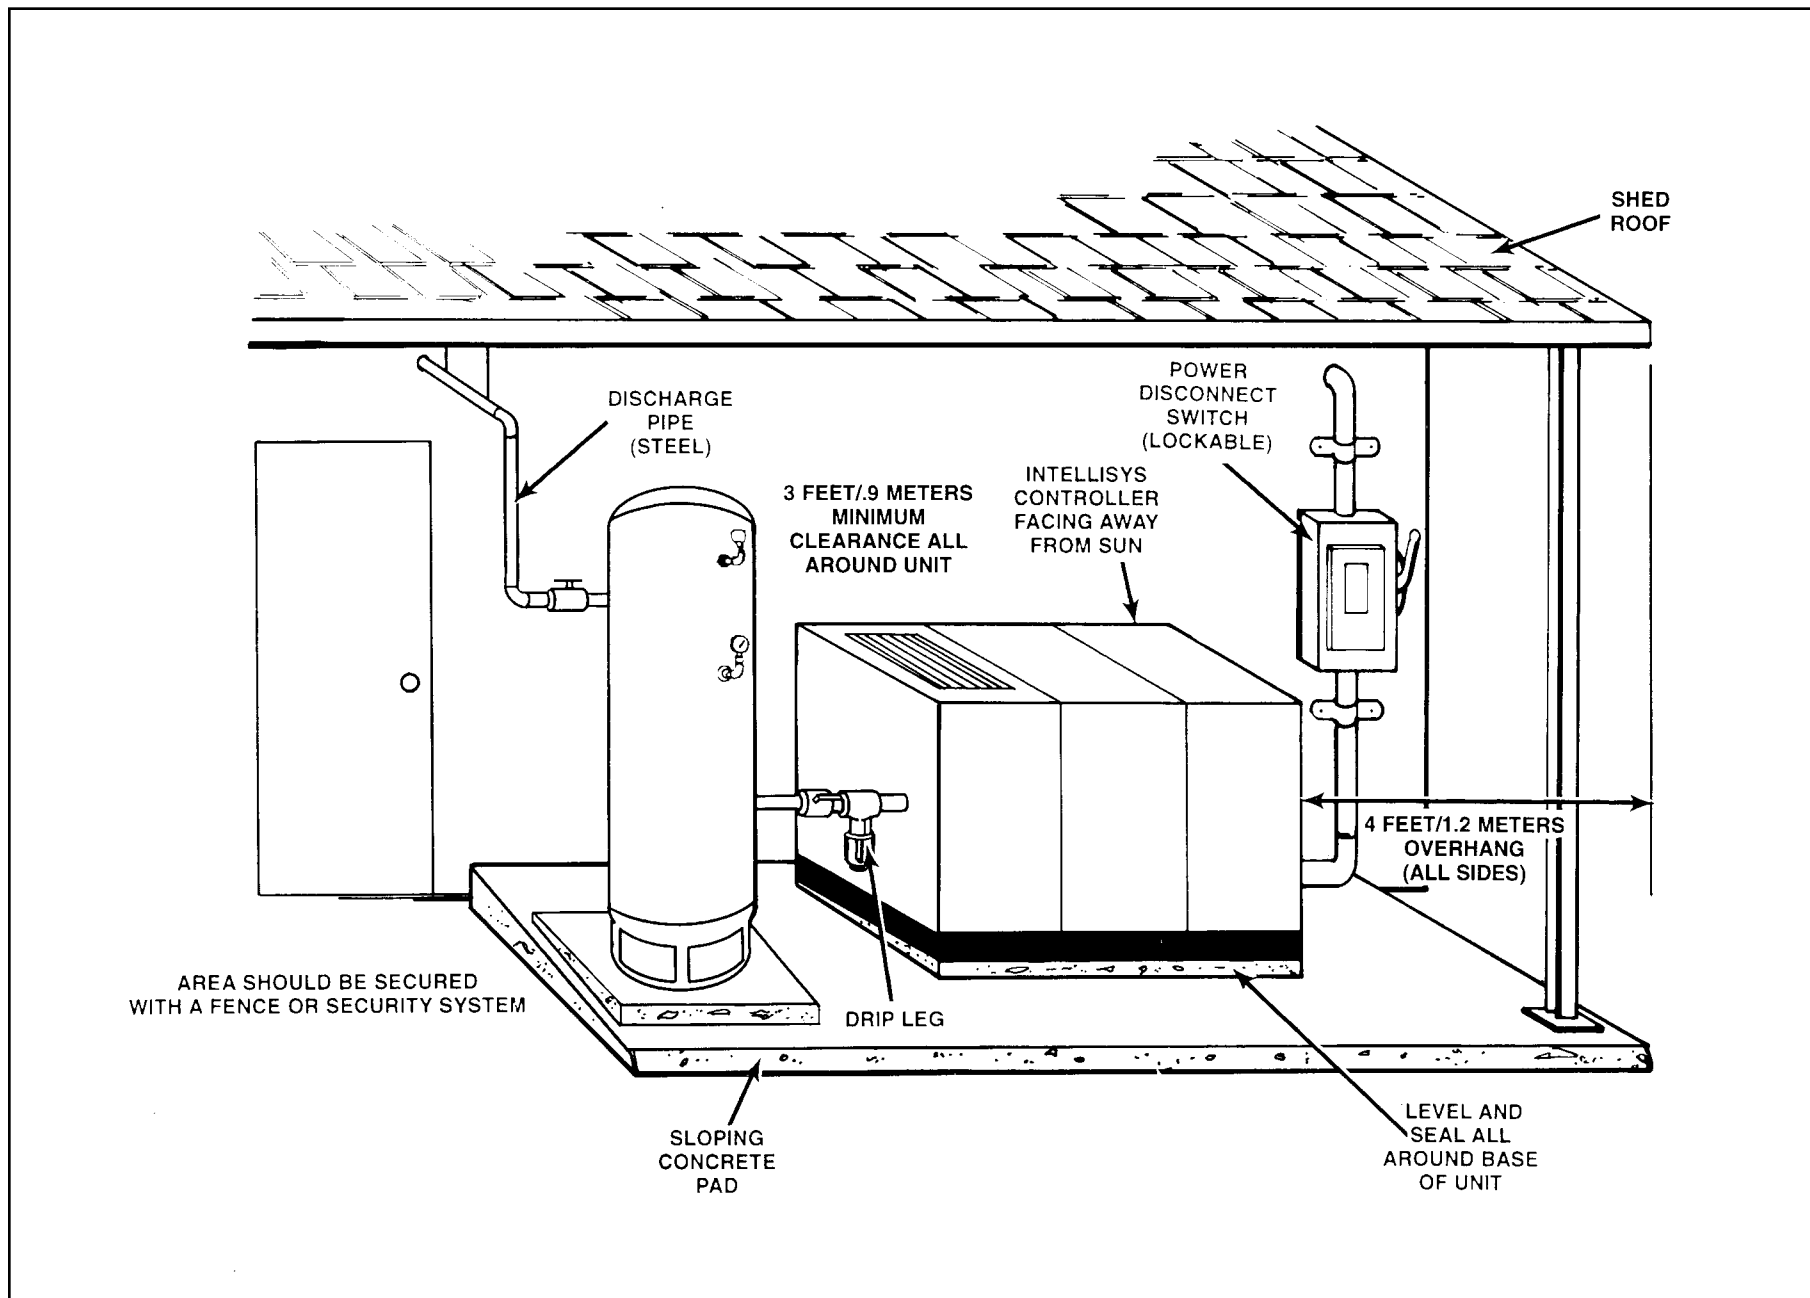 SHED
ROOF
POWER
DISCONNECT
SWITCH
(LOCKABLE)
DISCHARGE
PIPE
(STEEL)
3 FEET/.9 METERS
MINIMUM
CLEARANCE ALL
AROUND UNIT
INTELLISYS
CONTROLLER
FACING AWAY
FROM SUN
4 FEET/1.2 METERS
OVERHANG
(ALL SIDES)
AREA SHOULD BE SECURED
WITH A FENCE OR SECURITY SYSTEM
DRIP LEG
SLOPING
CONCRETE
PAD
LEVEL AND
SEAL ALL
AROUND BASE
OF UNIT